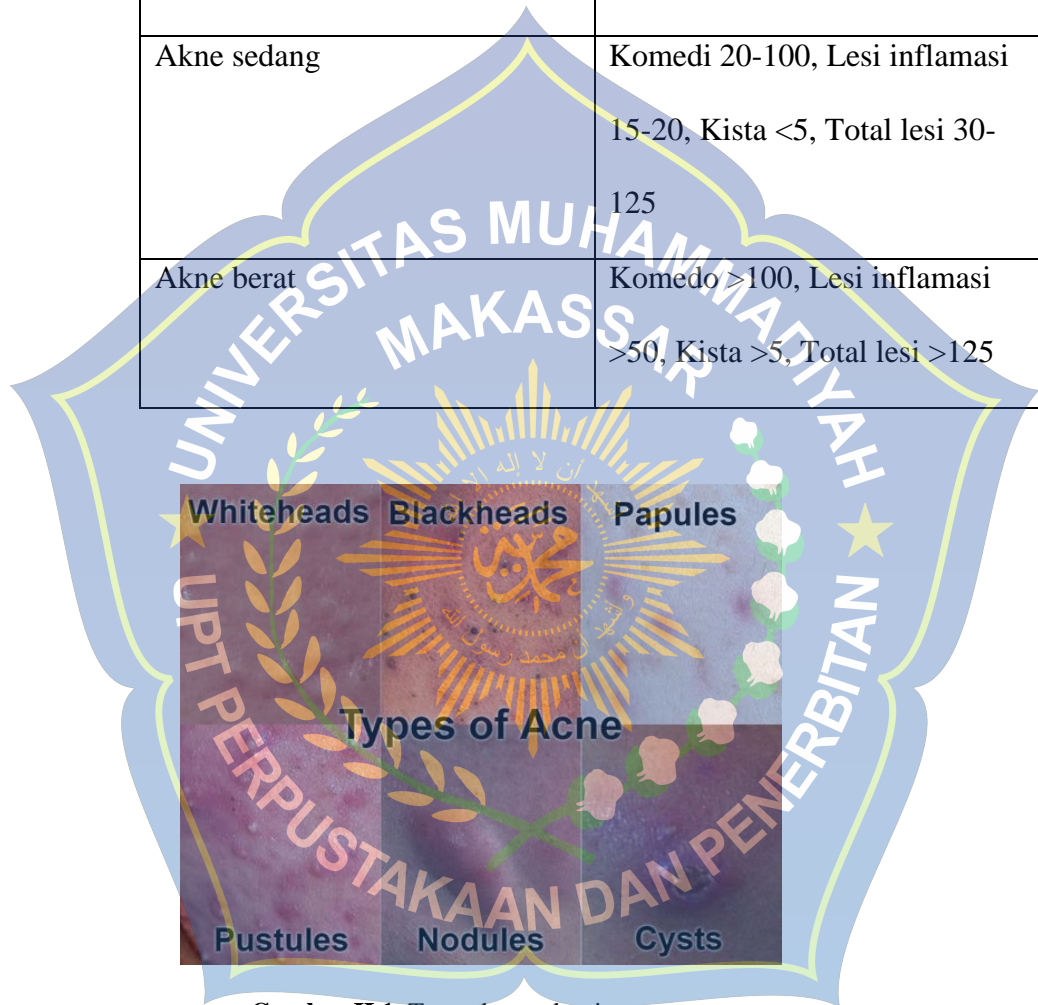 Akne sedang
Komedi 20-100, Lesi inflamasi
15-20, Kista <5, Total lesi 30-
125
Akne berat
Komedo >100, Lesi inflamasi
>50, Kista >5, Total lesi >125
UNIVERSITAS MUHAMMADIYAH
MAKASSAR
UPT PERPUSTAKAAN DAN PENERBITAN
Whiteheads Blackheads Papules
Types of Acne
Pustules Nodules Cysts